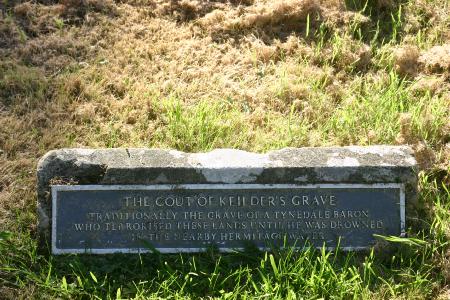 THE COUT OF KEILDER'S GRAVE
TRADITIONALLY THE GRAVE OF A TYNEDALE BARON
WHO TERRORISED THESE LANDS UNTIL HE WAS DROWNED
IN THE NEARBY HERMITAGE WATER